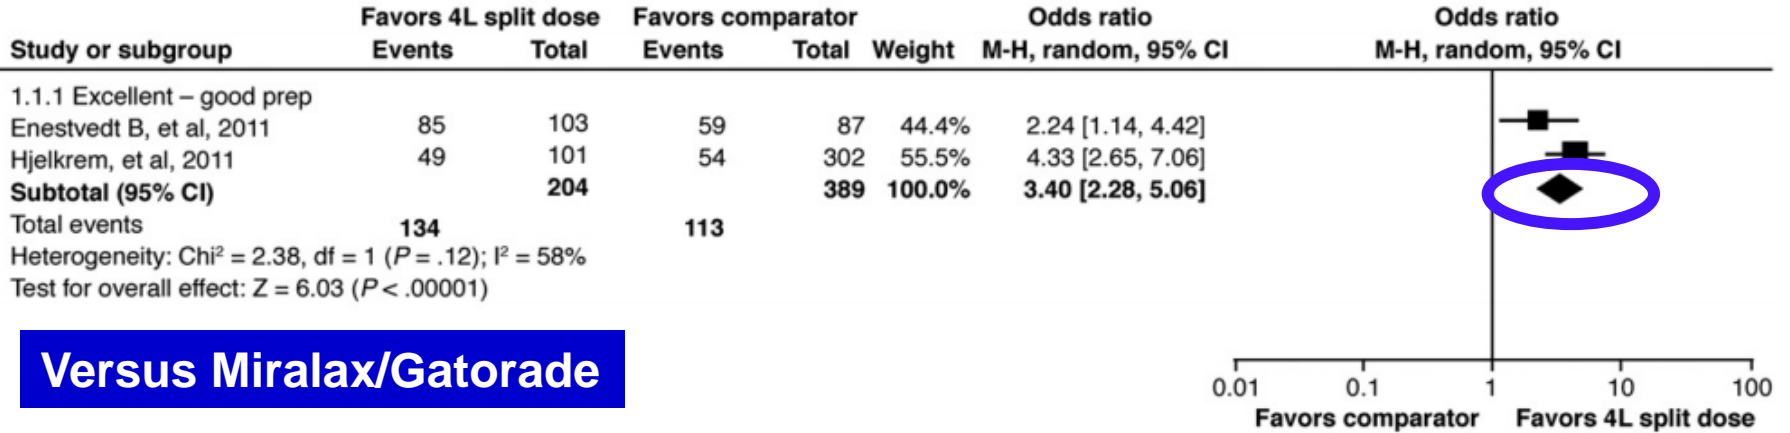 Favors 4L split dose Favors comparator Odds ratio Odds ratio
Study or subgroup Events Total Events Total Weight M-H, random, 95% CI M-H, random, 95% CI
1.1.1 Excellent – good prep
Enestvedt B, et al, 2011 85 103 59 87 44.4% 2.24 [1.14, 4.42]
Hjelkrem, et al, 2011 49 101 54 302 55.5% 4.33 [2.65, 7.06]
Subtotal (95% CI) 204 389 100.0% 3.40 [2.28, 5.06]
Total events 134 113
Heterogeneity: Chi² = 2.38, df = 1 (P = .12); I² = 58%
Test for overall effect: Z = 6.03 (P < .00001)
Versus Miralax/Gatorade
0.01 0.1 1 10 100
Favors comparator Favors 4L split dose